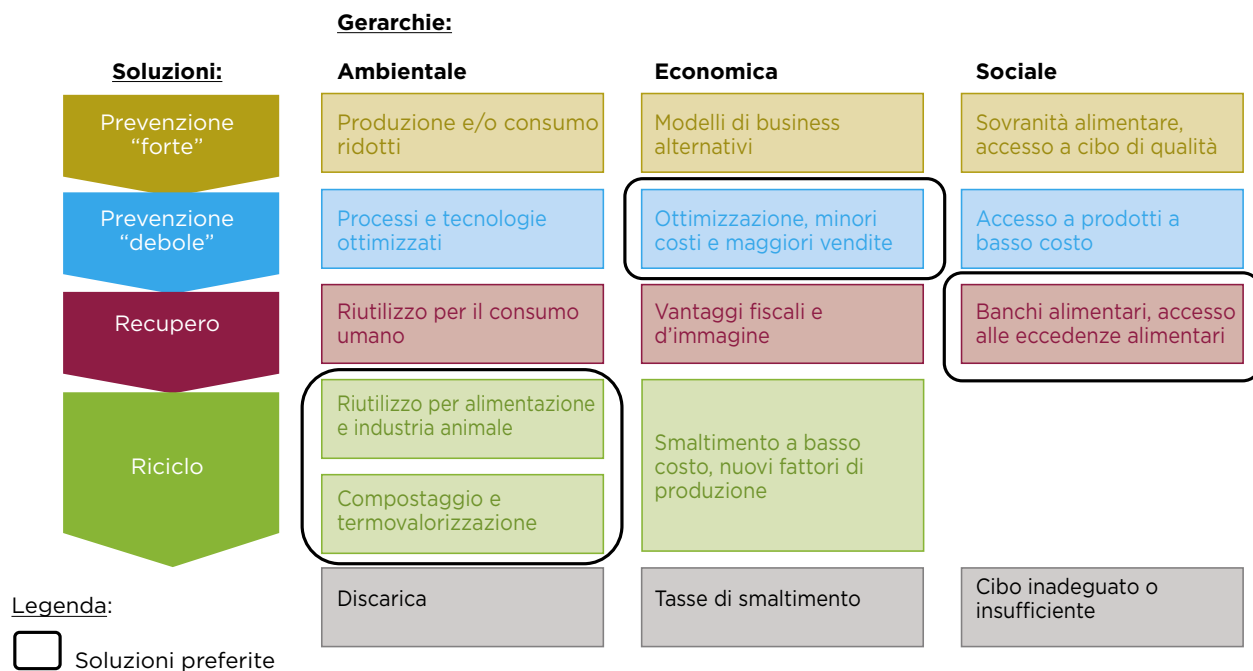 Gerarchie:
Soluzioni:
Ambientale
Economica
Sociale
Prevenzione
“forte”
Produzione e/o consumo
ridotti
Modelli di business
alternativi
Sovranità alimentare,
accesso a cibo di qualità
Prevenzione
“debole”
Processi e tecnologie
ottimizzati
Ottimizzazione, minori
costi e maggiori vendite
Accesso a prodotti a
basso costo
Recupero
Riutilizzo per il consumo
umano
Vantaggi fiscali e
d’immagine
Banchi alimentari, accesso
alle eccedenze alimentari
Riciclo
Riutilizzo per alimentazione
e industria animale
Compostaggio e
termovalorizzazione
Smaltimento a basso
costo, nuovi fattori di
produzione
Discarica
Tasse di smaltimento
Cibo inadeguato o
insufficiente
Legenda:
Soluzioni preferite